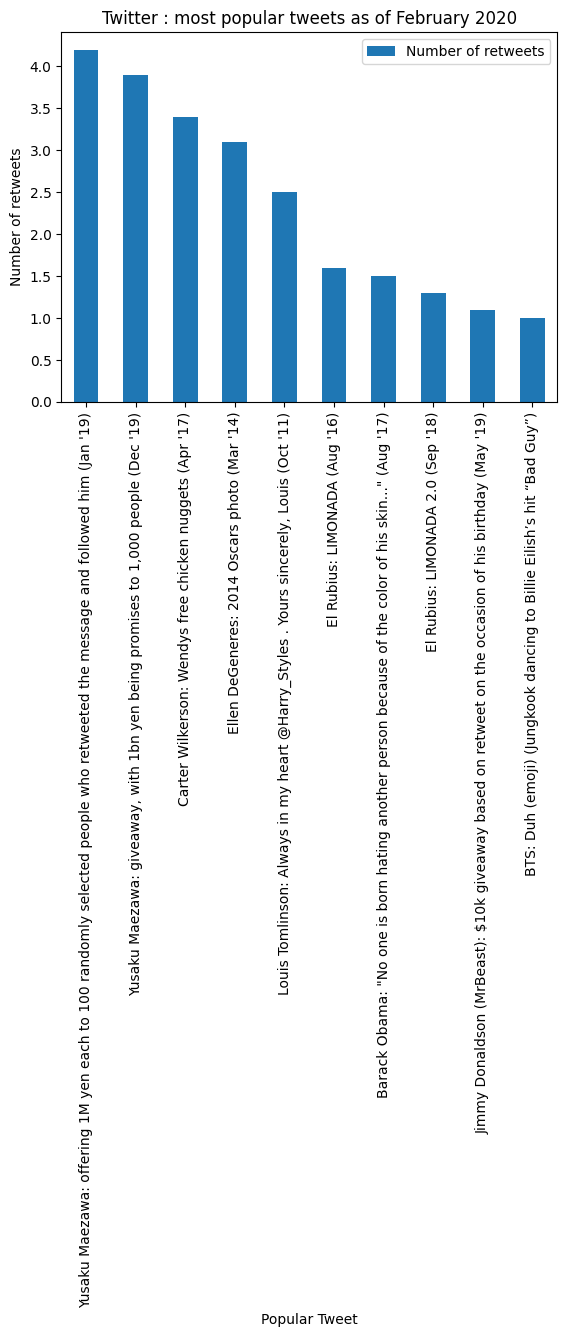 Twitter : most popular tweets as of February 2020
Number of retweets
Number of retweets
4.0
3.5
3.0
2.5
2.0
1.5
1.0
0.5
0.0
Yusaku Maezawa: offering 1M yen each to 100 randomly selected people who retweeted the message and followed him (Jan '19)
Yusaku Maezawa: giveaway, with 1bn yen being promises to 1,000 people (Dec '19)
Carter Wilkerson: Wendys free chicken nuggets (Apr '17)
Ellen DeGeneres: 2014 Oscars photo (Mar '14)
Louis Tomlinson: Always in my heart @Harry_Styles . Yours sincerely, Louis (Oct '11)
El Rubius: LIMONADA (Aug '16)
Barack Obama: "No one is born hating another person because of the color of his skin..." (Aug '17)
El Rubius: LIMONADA 2.0 (Sep '18)
Jimmy Donaldson (MrBeast): $10k giveaway based on retweet on the occasion of his birthday (May '19)
BTS: Duh (emoji) (Jungkook dancing to Billie Eilish’s hit “Bad Guy”)
Popular Tweet